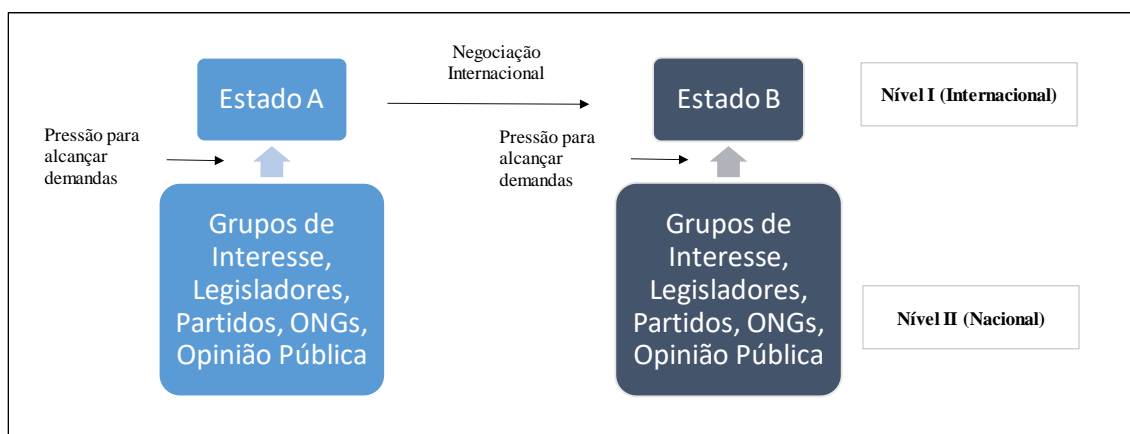 Negociação
Internacional
Estado A
Estado B
Nível I (Internacional)
Pressão para
alcançar
demandas
Pressão para
alcançar
demandas
Grupos de
Interesse,
Legisladores,
Partidos, ONGs,
Opinião Pública
Grupos de
Interesse,
Legisladores,
Partidos, ONGs,
Opinião Pública
Nível II (Nacional)